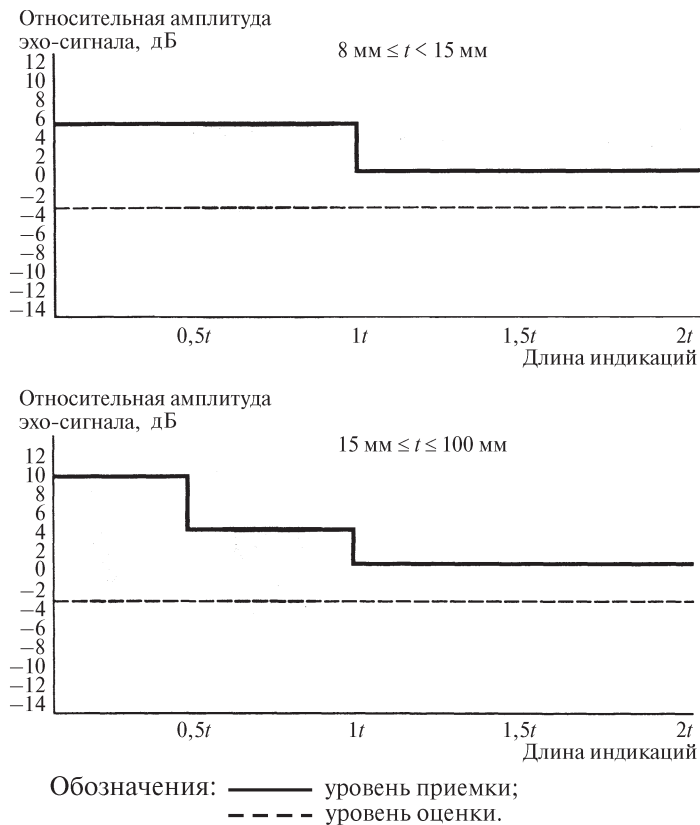 Относительная амплитуда
эхо-сигнала, дБ
8 мм ≤ t < 15 мм
12
10
8
6
4
2
0
−2
−4
−6
−8
−10
−12
−14
0,5t 1t 1,5t 2t
Длина индикаций
Относительная амплитуда
эхо-сигнала, дБ
15 мм ≤ t ≤ 100 мм
12
10
8
6
4
2
0
−2
−4
−6
−8
−10
−12
−14
0,5t 1t 1,5t 2t
Длина индикаций
Обозначения: уровень приемки;
уровень оценки.